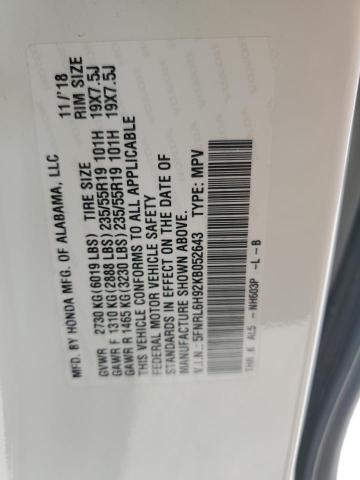 MFD. BY HONDA MFG. OF ALABAMA, LLC 11/'18
TIRE SIZE RIM SIZE
GVWR 2730 KG(6019 LBS)
GAWR F 1310 KG(2888 LBS) 235/55R19 101H 19X7.5J
GAWR R 1465 KG(3230 LBS) 235/55R19 101H 19X7.5J
THIS VEHICLE CONFORMS TO ALL APPLICABLE
FEDERAL MOTOR VEHICLE SAFETY
STANDARDS IN EFFECT ON THE DATE OF
MANUFACTURE SHOWN ABOVE.
V.I.N.: 5FNRL6H92KB052643 TYPE: MPV
THR K AL5 - NH603P -L -B